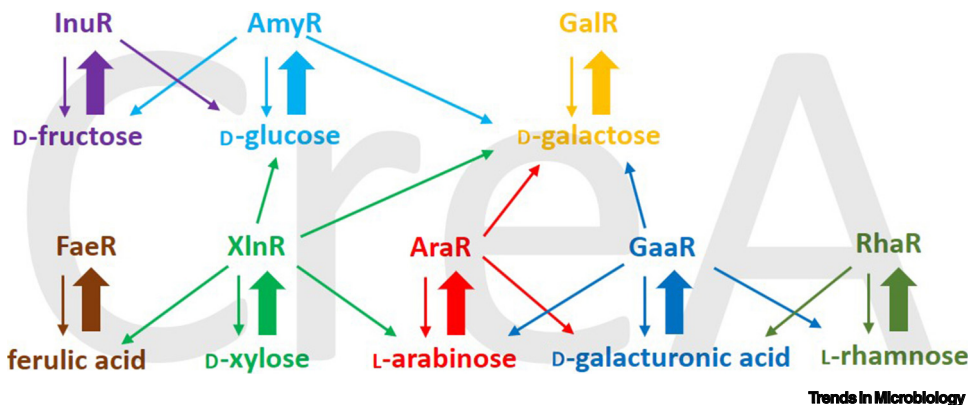 CreA
InuR AmyR GalR
D-fructose D-glucose D-galactose
FaeR XlnR AraR GaaR RhaR
ferulic acid D-xylose L-arabinose D-galacturonic acid L-rhamnose
Trends in Microbiology